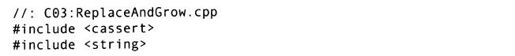 //: C03:ReplaceAndGrow.cpp
#include <cassert>
#include <string>